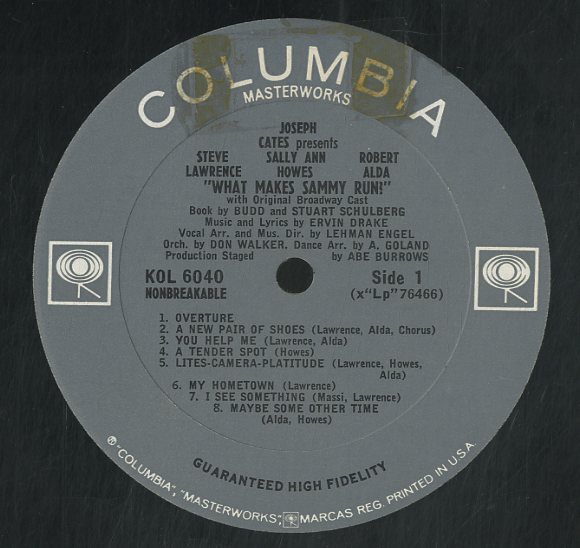 COLUMBIA
MASTERWORKS
JOSEPH
CATES presents
STEVE SALLY ANN ROBERT
LAWRENCE HOWES ALDA
"WHAT MAKES SAMMY RUN?"
with Original Broadway Cast
Book by BUDD and STUART SCHULBERG
Music and Lyrics by ERVIN DRAKE
Vocal Arr. and Mus. Dir. by LEHMAN ENGEL
Orch. by DON WALKER. Dance Arr. by A. GOLAND
Production Staged by ABE BURROWS
KOL 6040 Side 1
NONBREAKABLE (x"Lp"76466)
1. OVERTURE
2. A NEW PAIR OF SHOES (Lawrence, Alda, Chorus)
3. YOU HELP ME (Lawrence, Alda)
4. A TENDER SPOT (Howes)
5. LITES-CAMERA-PLATITUDE (Lawrence, Howes,
Alda)
6. MY HOMETOWN (Lawrence)
7. I SEE SOMETHING (Massi, Lawrence)
8. MAYBE SOME OTHER TIME
(Alda, Howes)
GUARANTEED HIGH FIDELITY
® "COLUMBIA", "MASTERWORKS", MARCAS REG. PRINTED IN U.S.A.